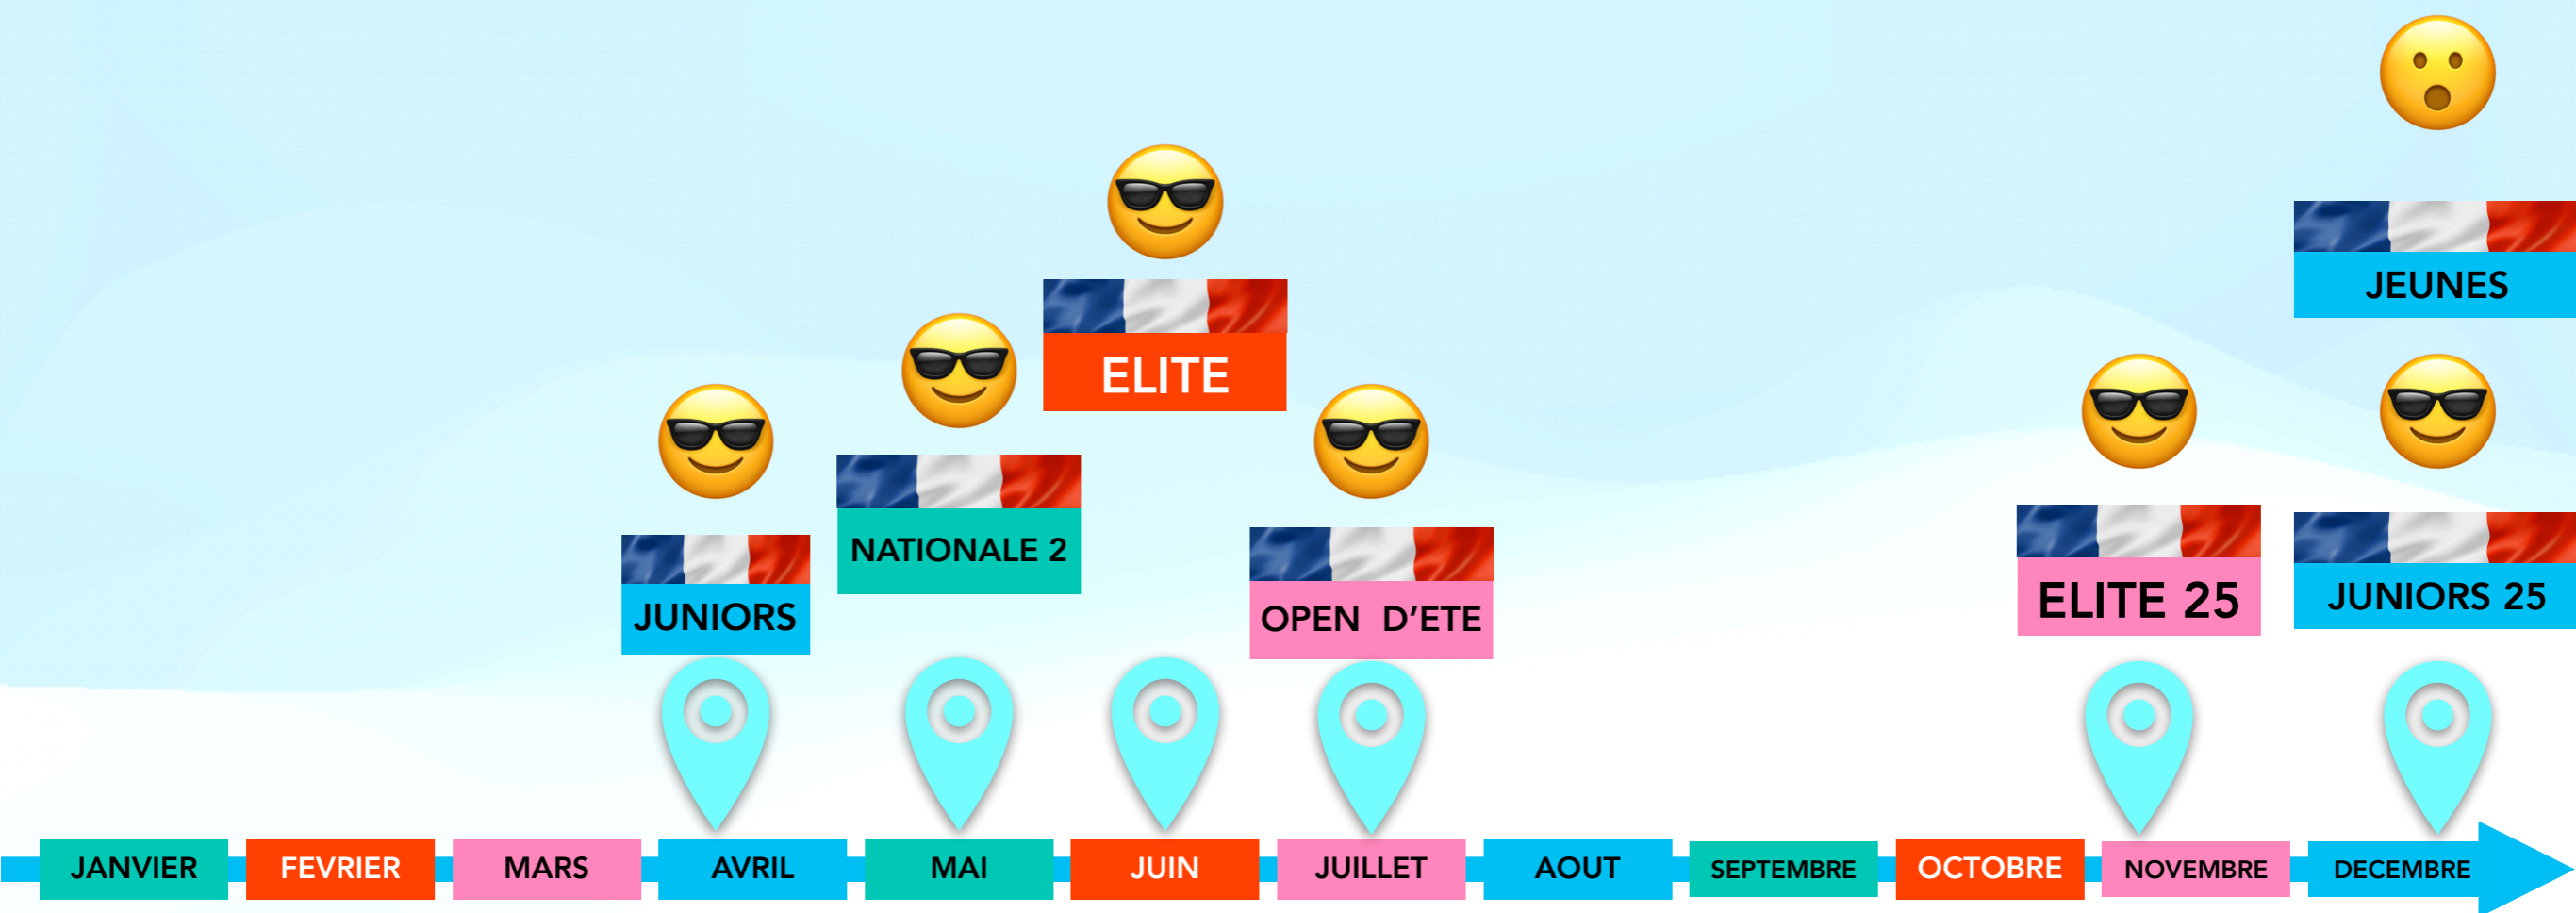 JEUNES
ELITE
NATIONALE 2
JUNIORS
OPEN D'ETE
ELITE 25
JUNIORS 25
JANVIER
FEVRIER
MARS
AVRIL
MAI
JUIN
JUILLET
AOUT
SEPTEMBRE
OCTOBRE
NOVEMBRE
DECEMBRE